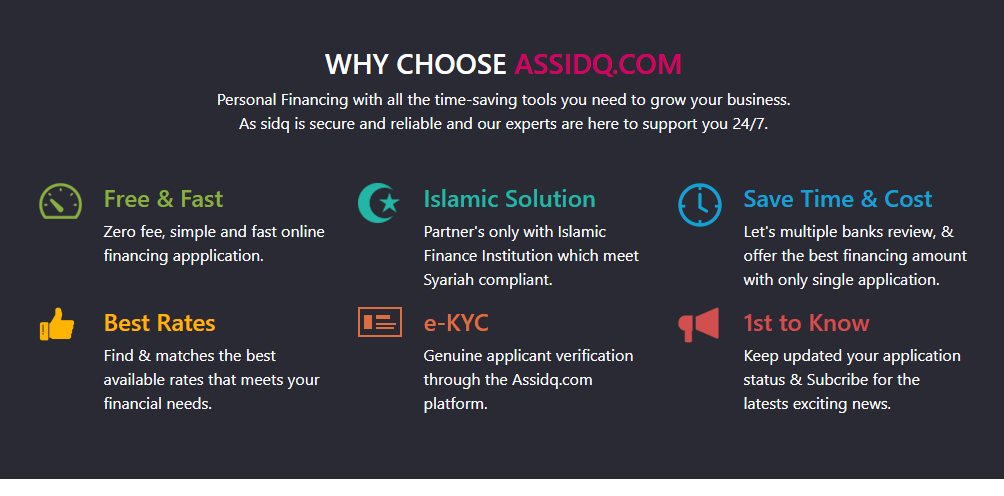 WHY CHOOSE ASSIDQ.COM
Personal Financing with all the time-saving tools you need to grow your business.
As sidq is secure and reliable and our experts are here to support you 24/7.
Free & Fast
Zero fee, simple and fast online
financing appplication.
Islamic Solution
Partner's only with Islamic
Finance Institution which meet
Syariah compliant.
Save Time & Cost
Let's multiple banks review, &
offer the best financing amount
with only single application.
Best Rates
Find & matches the best
available rates that meets your
financial needs.
e-KYC
Genuine applicant verification
through the Assidq.com
platform.
1st to Know
Keep updated your application
status & Subcribe for the
latests exciting news.